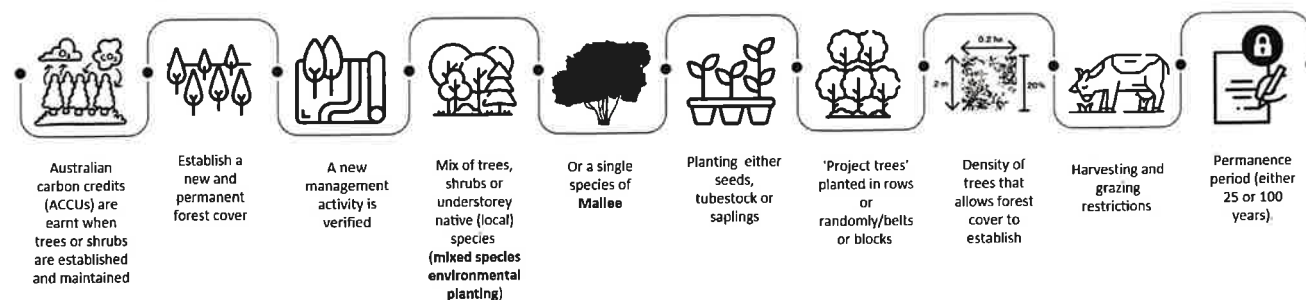 Australian
carbon credits
(ACCUs) are
earnt when
trees or shrubs
are established
and maintained
Establish a
new and
permanent
forest cover
A new
management
activity is
verified
Mix of trees,
shrubs or
understorey
native (local)
species
(mixed species
environmental
planting)
Or a single
species of
Mallee
Planting either
seeds,
tubestock or
saplings
'Project trees'
planted in rows
or
randomly/belts
or blocks
0.2 ha
2 m
20%
Density of
trees that
allows forest
cover to
establish
Harvesting and
grazing
restrictions
Permanence
period (either
25 or 100
years).